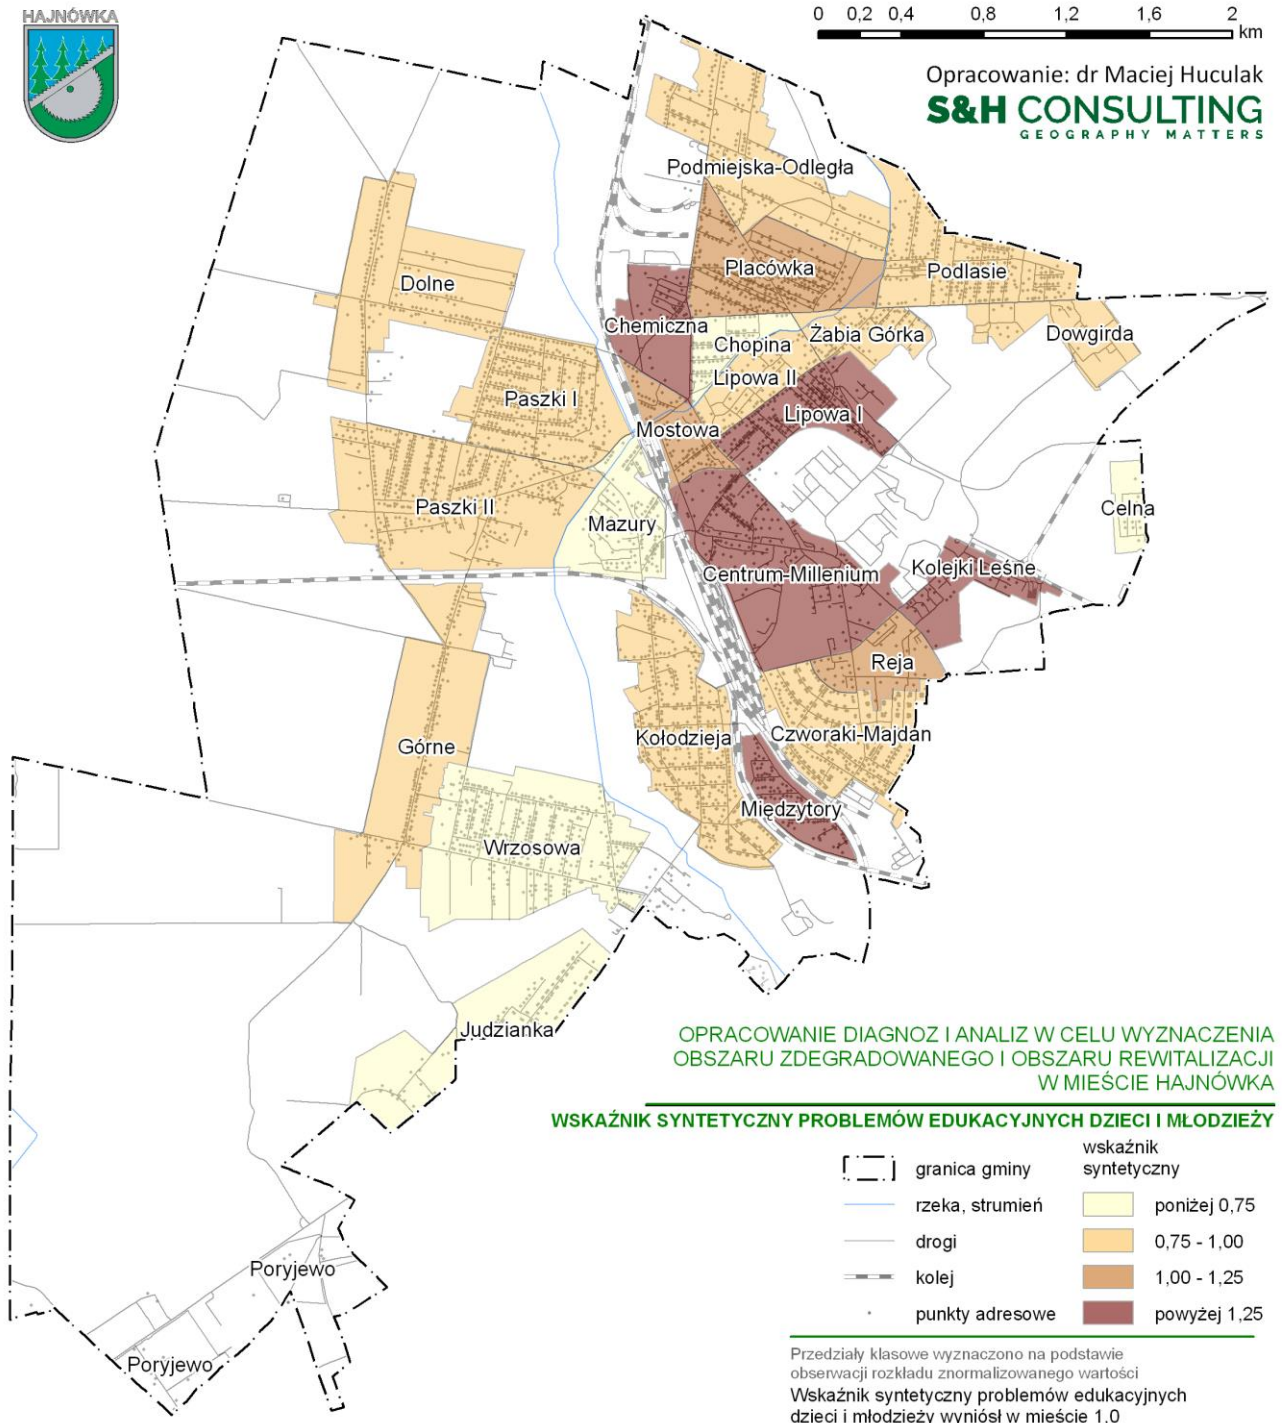 HAJNÓWKA
0 0,2 0,4 0,8 1,2 1,6 2
km
Opracowanie: dr Maciej Huculak
S&H CONSULTING
GEOGRAPHY MATTERS
Podmiejska-Odległa
Placówka
Podlasie
Dolne
Chemiczna
Chopina
Żabia Górka
Dowgirda
Lipowa II
Paszki I
Lipowa I
Mostowa
Paszki II
Mazury
Celna
Centrum-Millenium
Kolejki Leśne
Reja
Górne
Kołodzieja
Czworaki-Majdan
Międzytory
Wrzosowa
Judzianka
Poryjewo
Poryjewo
OPRACOWANIE DIAGNOZ I ANALIZ W CELU WYZNACZENIA
OBSZARU ZDEGRADOWANEGO I OBSZARU REWITALIZACJI
W MIEŚCIE HAJNÓWKA
WSKAŹNIK SYNTETYCZNY PROBLEMÓW EDUKACYJNYCH DZIECI I MŁODZIEŻY
granica gminy
rzeka, strumień
drogi
kolej
punkty adresowe
wskaźnik
syntetyczny
poniżej 0,75
0,75 - 1,00
1,00 - 1,25
powyżej 1,25
Przedziały klasowe wyznaczono na podstawie
obserwacji rozkładu znormalizowanego wartości
Wskaźnik syntetyczny problemów edukacyjnych
dzieci i młodzieży wyniósł w mieście 1,0